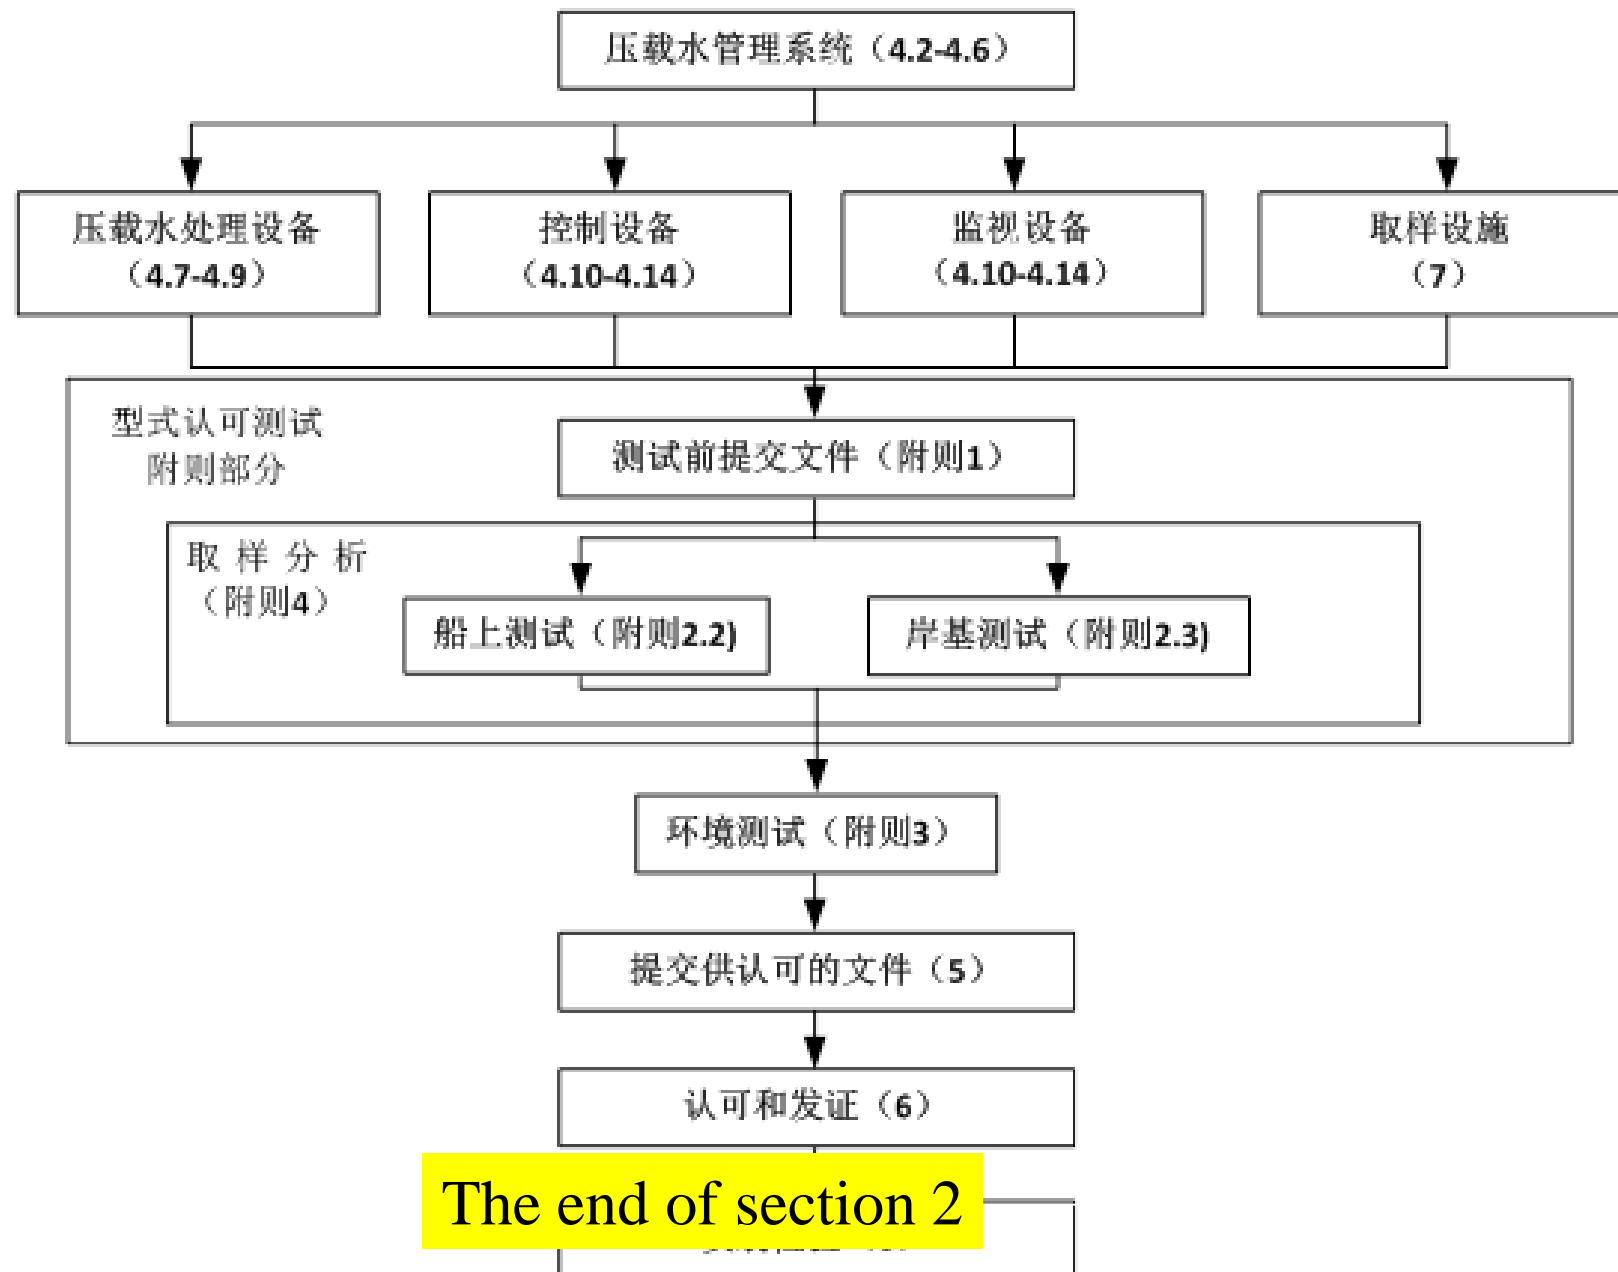 压载水管理系统（4.2-4.6）
压载水处理设备
（4.7-4.9）
控制设备
（4.10-4.14）
监视设备
（4.10-4.14）
取样设施
（7）
型式认可测试
附则部分
测试前提交文件（附则1）
取 样 分 析
（附则4）
船上测试（附则2.2)
岸基测试（附则2.3)
环境测试（附则3）
提交供认可的文件（5）
认可和发证（6）
The end of section 2